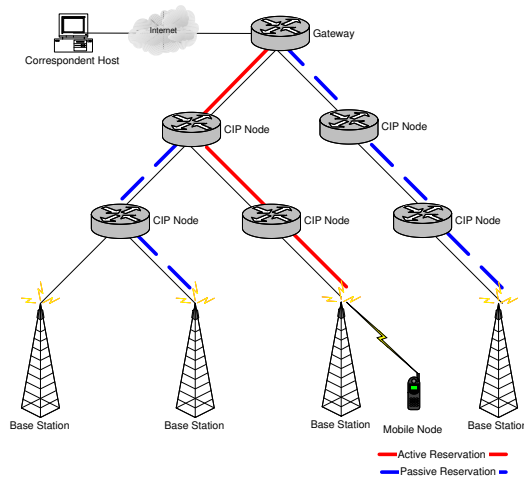 Internet
Gateway
Correspondent Host
CIP Node
CIP Node
CIP Node
CIP Node
CIP Node
Base Station
Base Station
Base Station
Base Station
Mobile Node
Active Reservation
Passive Reservation